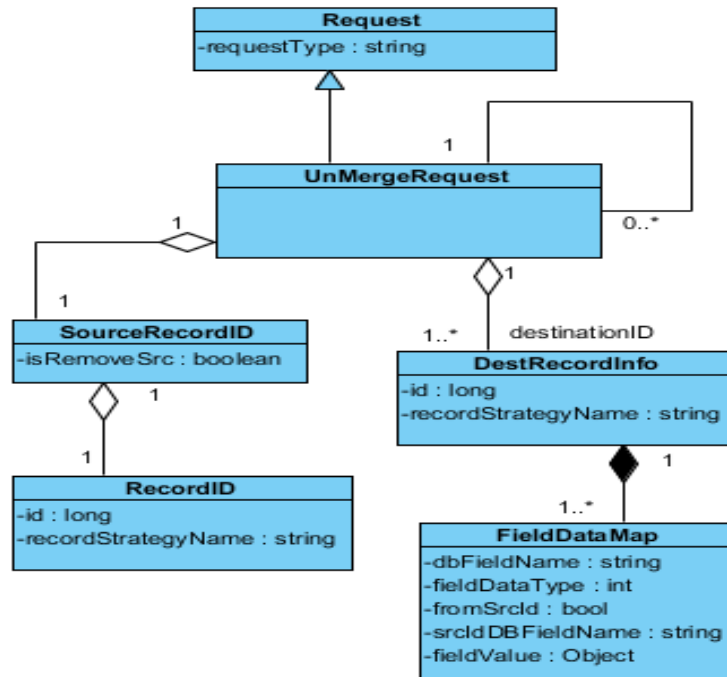 Request
-requestType : string
1
UnMergeRequest
1
0..*
1
1
SourceRecordID
-isRemoveSrc : boolean
1..*
destinationID
DestRecordInfo
-id : long
-recordStrategyName : string
1
1
RecordID
-id : long
-recordStrategyName : string
1
1..*
FieldDataMap
-dbFieldName : string
-fieldDataType : int
-fromSrcId : bool
-srcIdDBFieldName : string
-fieldValue : Object